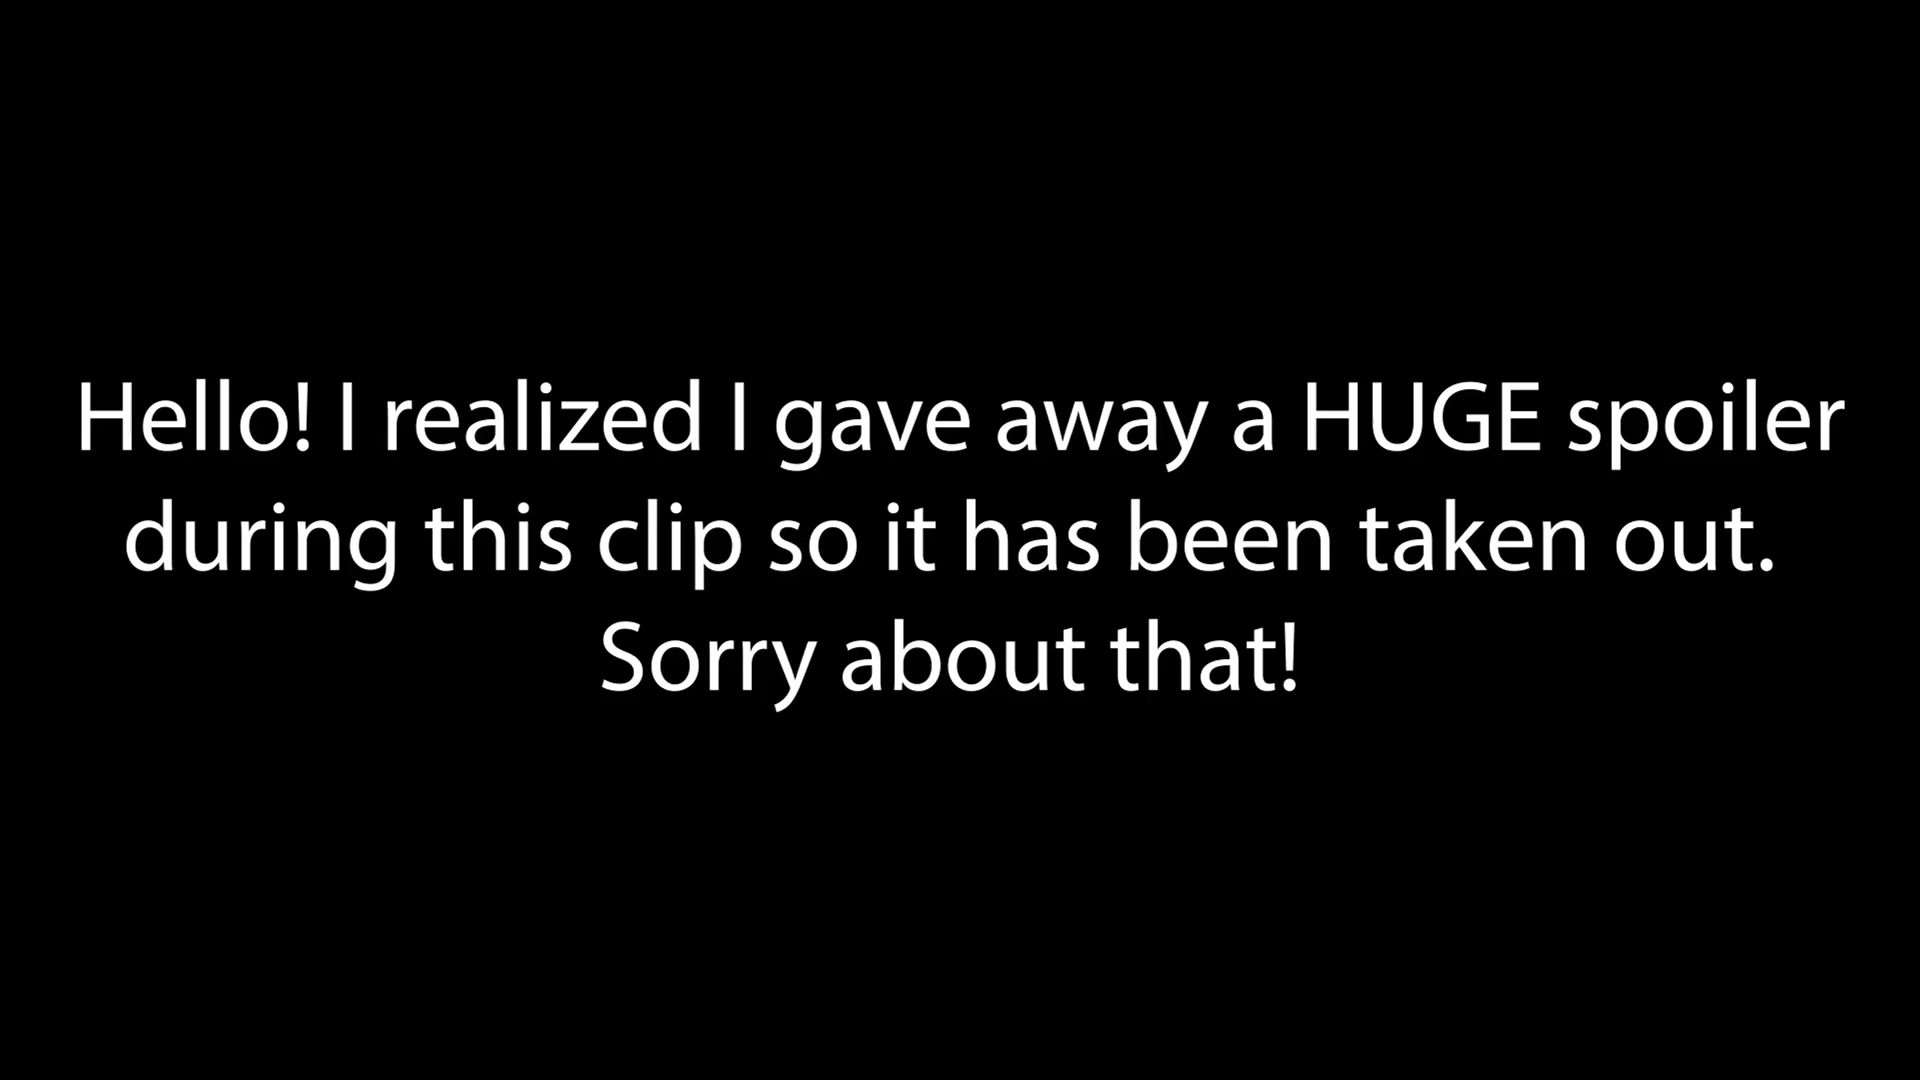 Hello! I realized I gave away a HUGE spoiler
during this clip so it has been taken out.
Sorry about that!